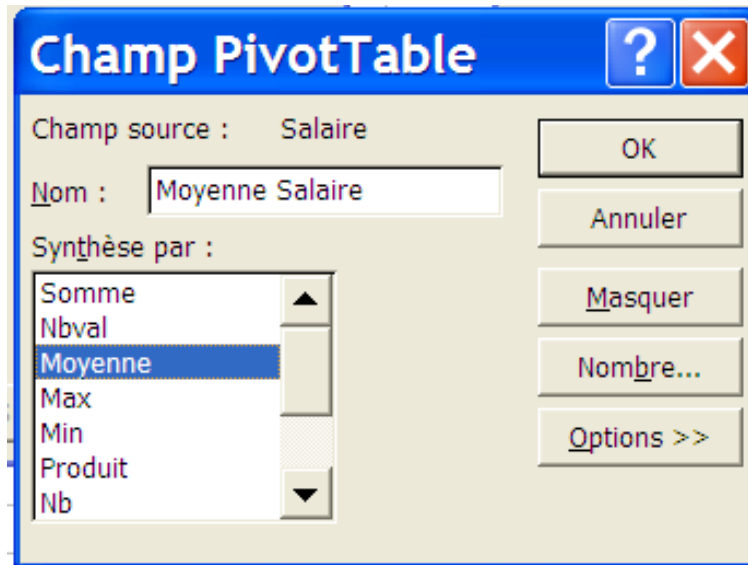 Champ PivotTable
Champ source : Salaire
Nom : Moyenne Salaire
Synthèse par :
Somme
Nbval
Moyenne
Max
Min
Produit
Nb
OK
Annuler
Masquer
Nombre...
Options >>